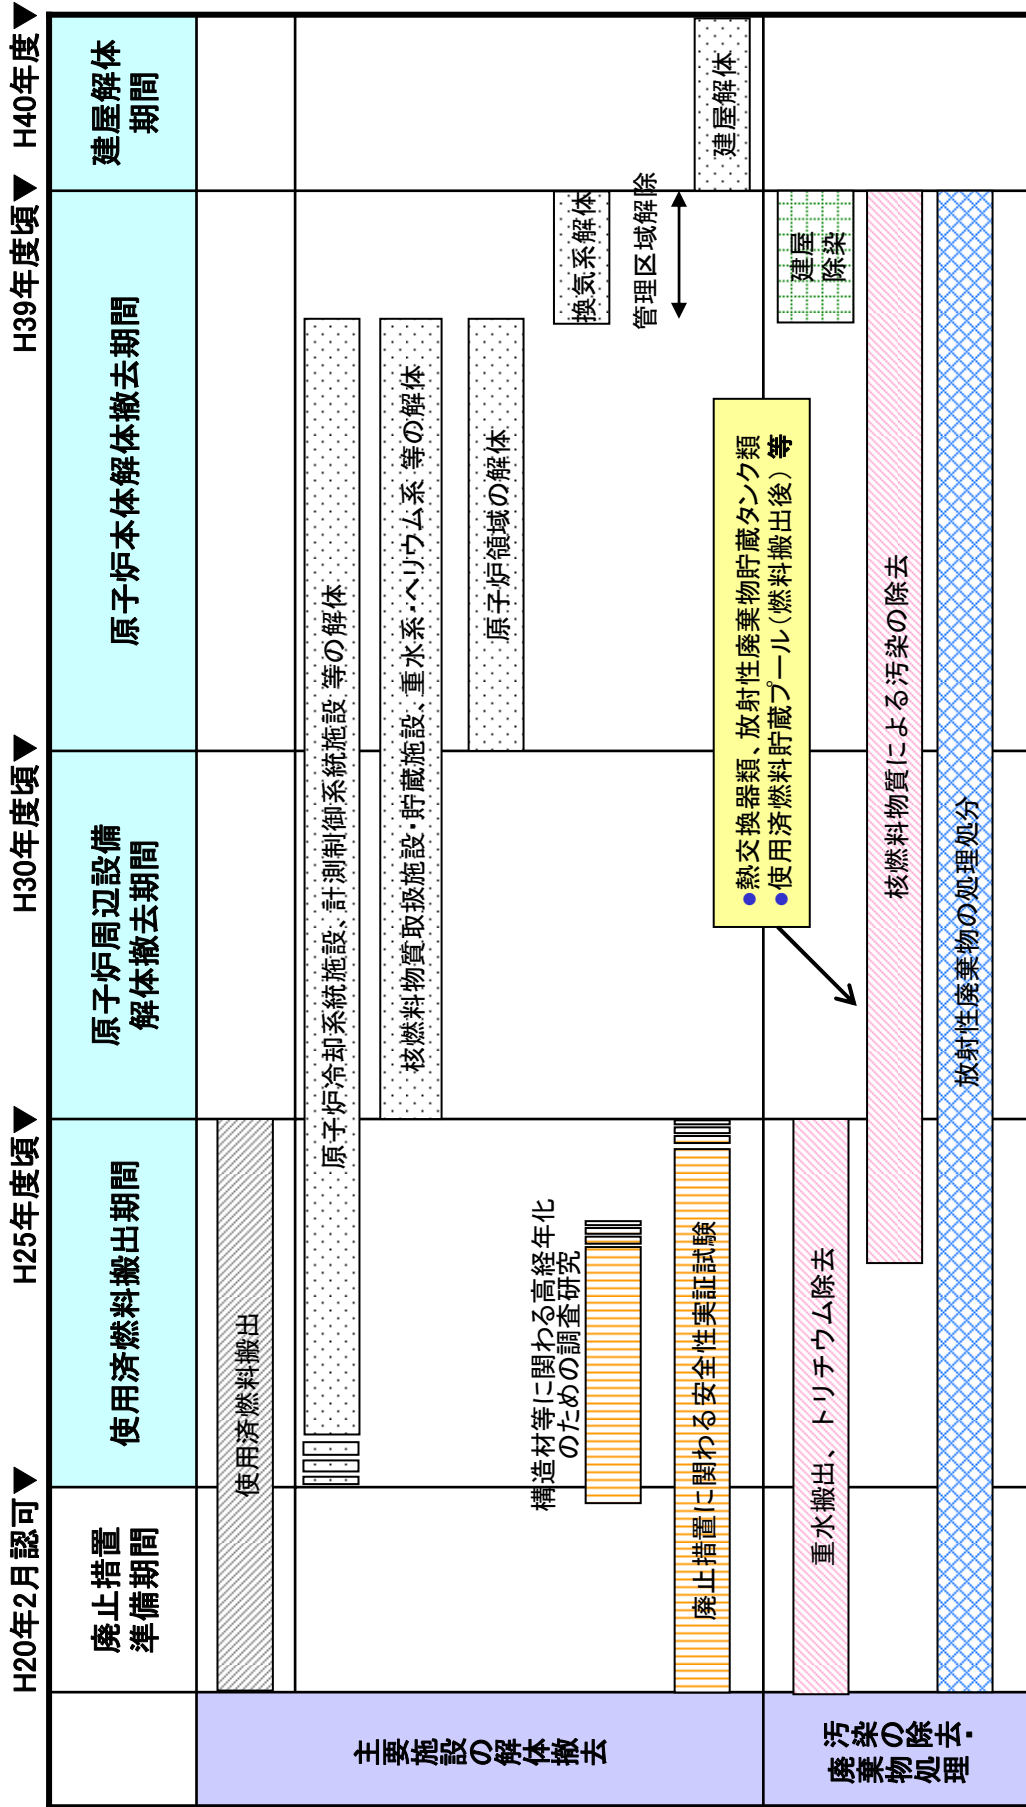 H20年2月認可▼
H25年度頃▼
H30年度頃▼
H39年度頃▼
H40年度▼
廃止措置
準備期間
使用済燃料搬出期間
原子炉周辺設備
解体撤去期間
原子炉本体解体撤去期間
建屋解体
期間
主要施設の解体撤去
使用済燃料搬出
原子炉冷却系統施設、計測制御系統施設 等の解体
核燃料物質取扱施設・貯蔵施設、重水系・ヘリウム系 等の解体
原子炉領域の解体
構造材等に関わる高経年化
のための調査研究
換気系解体
管理区域解除
廃止措置に関わる安全性実証試験
建屋解体
●熱交換器類、放射性廃棄物貯蔵タンク類
●使用済燃料貯蔵プール(燃料搬出後) 等
汚染の除去・
廃棄物処理
重水搬出、トリチウム除去
建屋
除染
核燃料物質による汚染の除去
放射性廃棄物の処理処分